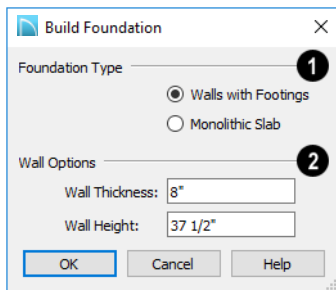 Build Foundation
Foundation Type 1
Walls with Footings
Monolithic Slab
Wall Options 2
Wall Thickness: 8"
Wall Height: 37 1/2"
OK Cancel Help